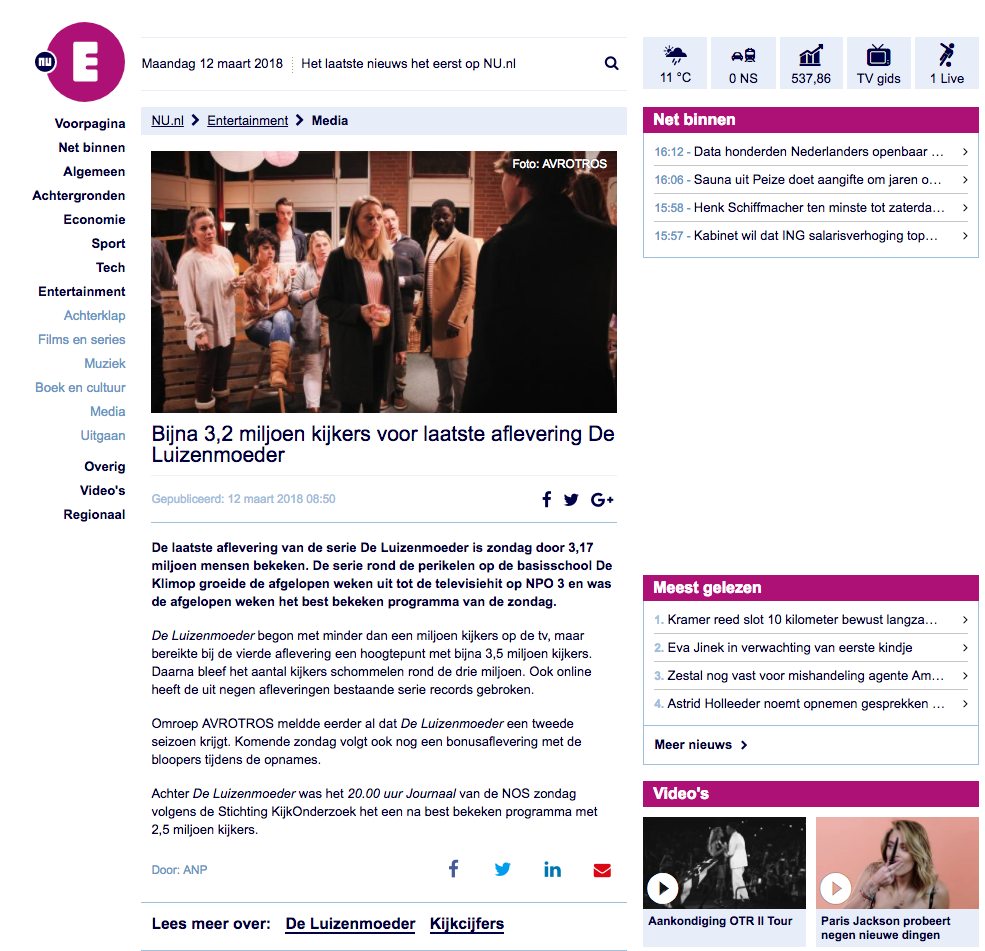 nu
E
Maandag 12 maart 2018
Het laatste nieuws het eerst op NU.nl
11 °C
0 NS
537,86
TV gids
1 Live
Voorpagina
Net binnen
Algemeen
Achtergronden
Economie
Sport
Tech
Entertainment
Achterklap
Films en series
Muziek
Boek en cultuur
Media
Uitgaan
Overig
Video's
Regionaal
NU.nl
Entertainment
Media
Foto: AVROTROS
Bijna 3,2 miljoen kijkers voor laatste aflevering De
Luizenmoeder
Gepubliceerd: 12 maart 2018 08:50
G+
De laatste aflevering van de serie De Luizenmoeder is zondag door 3,17
miljoen mensen bekeken. De serie rond de perikelen op de basisschool De
Klimop groeide de afgelopen weken uit tot de televisiehit op NPO 3 en was
de afgelopen weken het best bekeken programma van de zondag.
De Luizenmoeder begon met minder dan een miljoen kijkers op de tv, maar
bereikte bij de vierde aflevering een hoogtepunt met bijna 3,5 miljoen kijkers.
Daarna bleef het aantal kijkers schommelen rond de drie miljoen. Ook online
heeft de uit negen afleveringen bestaande serie records gebroken.
Omroep AVROTROS meldde eerder al dat De Luizenmoeder een tweede
seizoen krijgt. Komende zondag volgt ook nog een bonusaflevering met de
bloopers tijdens de opnames.
Achter De Luizenmoeder was het 20.00 uur Journaal van de NOS zondag
volgens de Stichting KijkOnderzoek het een na best bekeken programma met
2,5 miljoen kijkers.
Door: ANP
Lees meer over: De Luizenmoeder Kijkcijfers
Net binnen
16:12 - Data honderden Nederlanders openbaar ...
16:06 - Sauna uit Peize doet aangifte om jaren o...
15:58 - Henk Schiffmacher ten minste tot zaterda...
15:57 - Kabinet wil dat ING salarisverhoging top...
Meest gelezen
1. Kramer reed slot 10 kilometer bewust langza...
2. Eva Jinek in verwachting van eerste kindje
3. Zestal nog vast voor mishandeling agente Am...
4. Astrid Holleeder noemt opnemen gesprekken ...
Meer nieuws
Video's
Aankondiging OTR II Tour
Paris Jackson probeert
negen nieuwe dingen